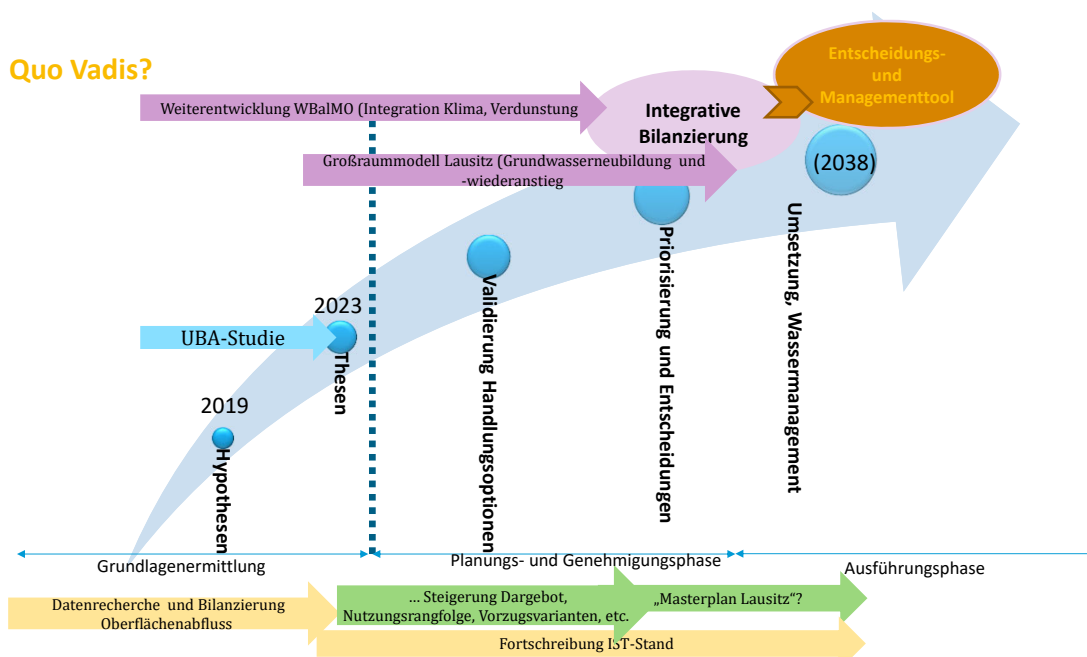 Quo Vadis?
Entscheidungs-
und
Managementtool
Weiterentwicklung WBalMO (Integration Klima, Verdunstung
Integrative
Bilanzierung
Großraummodell Lausitz (Grundwasserneubildung und
-wiederanstieg
(2038)
2023
UBA-Studie
2019
Hypothesen
Thesen
Validierung Handlungsoptionen
Priorisierung und Entscheidungen
Umsetzung, Wassermanagement
Grundlagenermittlung
Planungs- und Genehmigungsphase
Ausführungsphase
Datenrecherche und Bilanzierung
Oberflächenabfluss
... Steigerung Dargebot,
Nutzungsrangfolge, Vorzugsvarianten, etc.
„Masterplan Lausitz“?
Fortschreibung IST-Stand